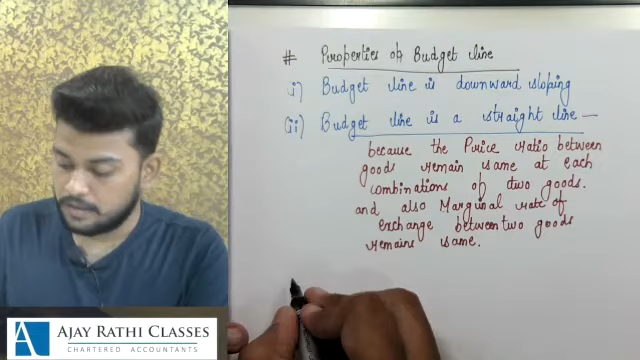 # Properties of Budget line
i) Budget line is downward sloping
(ii) Budget line is a straight line —
because the Price ratio between
goods remain same at each
combinations of two goods.
and also Marginal rate of
exchange between two goods
remains same.
A AJAY RATHI CLASSES
CHARTERED ACCOUNTANTS